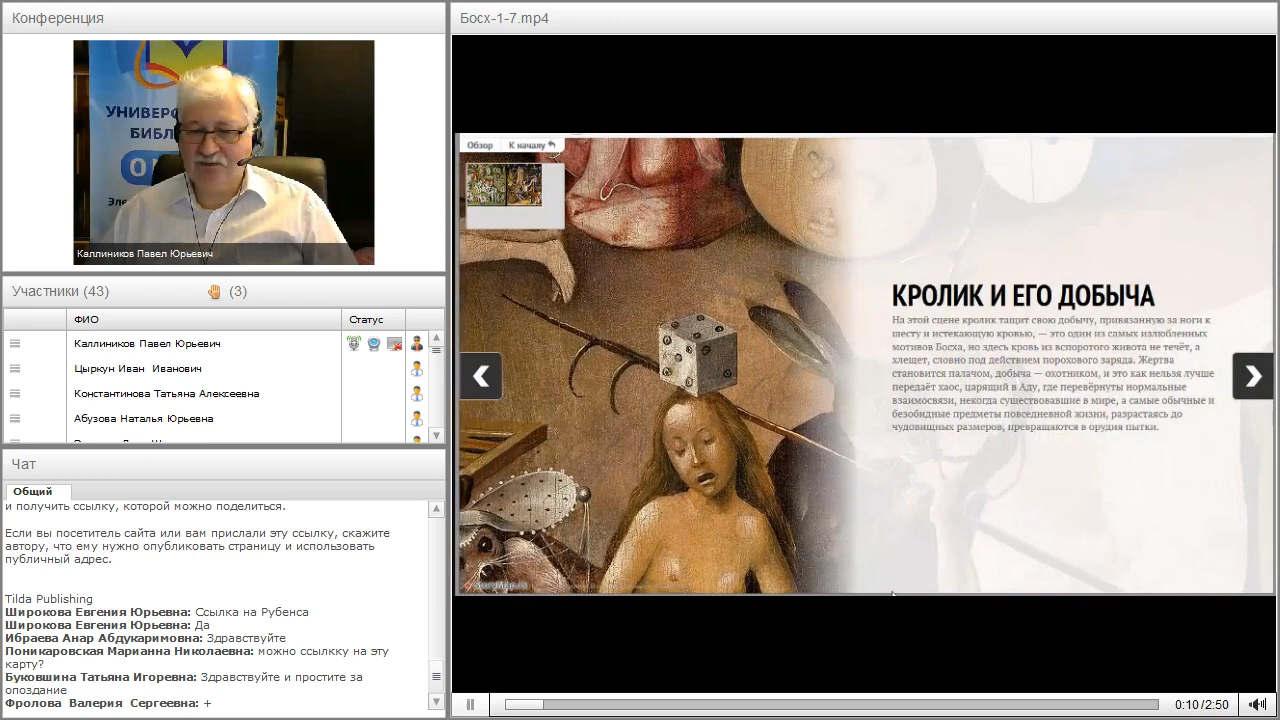 Конференция
УНИВЕР
БИБЛ
Каллиников Павел Юрьевич
Участники (43)
(3)
ФИО
Статус
Каллиников Павел Юрьевич
Цыркун Иван Иванович
Константинова Татьяна Алексеевна
Абузова Наталья Юрьевна
Чат
Общий
и получить ссылку, которой можно поделиться.
Если вы посетитель сайта или вам прислали эту ссылку, скажите
автору, что ему нужно опубликовать страницу и использовать
публичный адрес.
Tilda Publishing
Широкова Евгения Юрьевна: Ссылка на Рубенса
Широкова Евгения Юрьевна: Да
Ибраева Анар Абдукаримовна: Здравствуйте
Поникаровская Марианна Николаевна: можно ссылкку на эту
карту?
Буковшина Татьяна Игоревна: Здравствуйте и простите за
опоздание
Фролова Валерия Сергеевна: +
Босх-1-7.mp4
Обзор
К началу
КРОЛИК И ЕГО ДОБЫЧА
На этой сцене кролик тащит свою добычу, привязанную за ноги к
шесту и истекающую кровью, — это один из самых излюбленных
мотивов Босха, но здесь кровь из вспоротого живота не течёт, а
хлещет, словно под действием порохового заряда. Жертва
становится палачом, добыча — охотником, и это как нельзя лучше
передаёт хаос, царящий в Аду, где перевёрнуты нормальные
взаимосвязи, некогда существовавшие в мире, а самые обычные и
безобидные предметы повседневной жизни, разрастаясь до
чудовищных размеров, превращаются в орудия пытки.
StoryMapJS
0:10/2:50